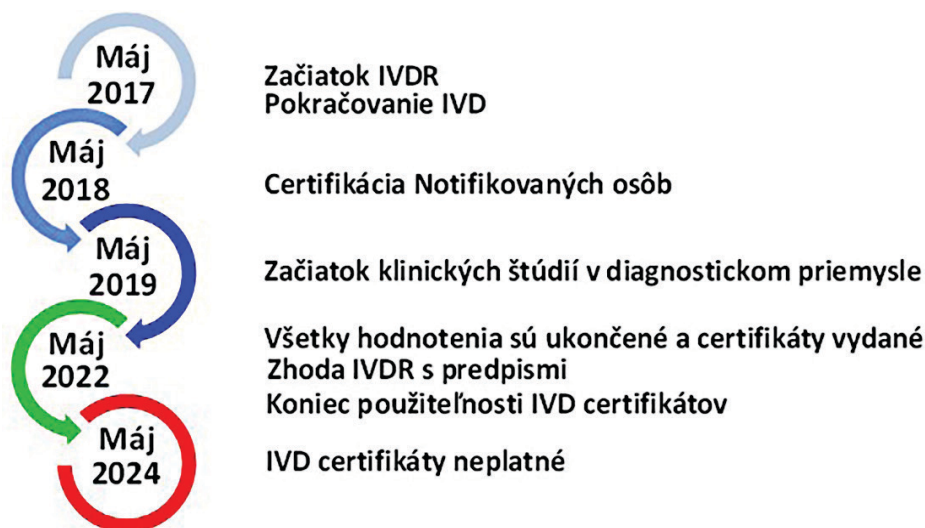 Máj
2017
Začiatok IVDR
Pokračovanie IVD
Máj
2018
Certifikácia Notifikovaných osôb
Máj
2019
Začiatok klinických štúdií v diagnostickom priemysle
Máj
2022
Všetky hodnotenia sú ukončené a certifikáty vydané
Zhoda IVDR s predpismi
Koniec použiteľnosti IVD certifikátov
Máj
2024
IVD certifikáty neplatné